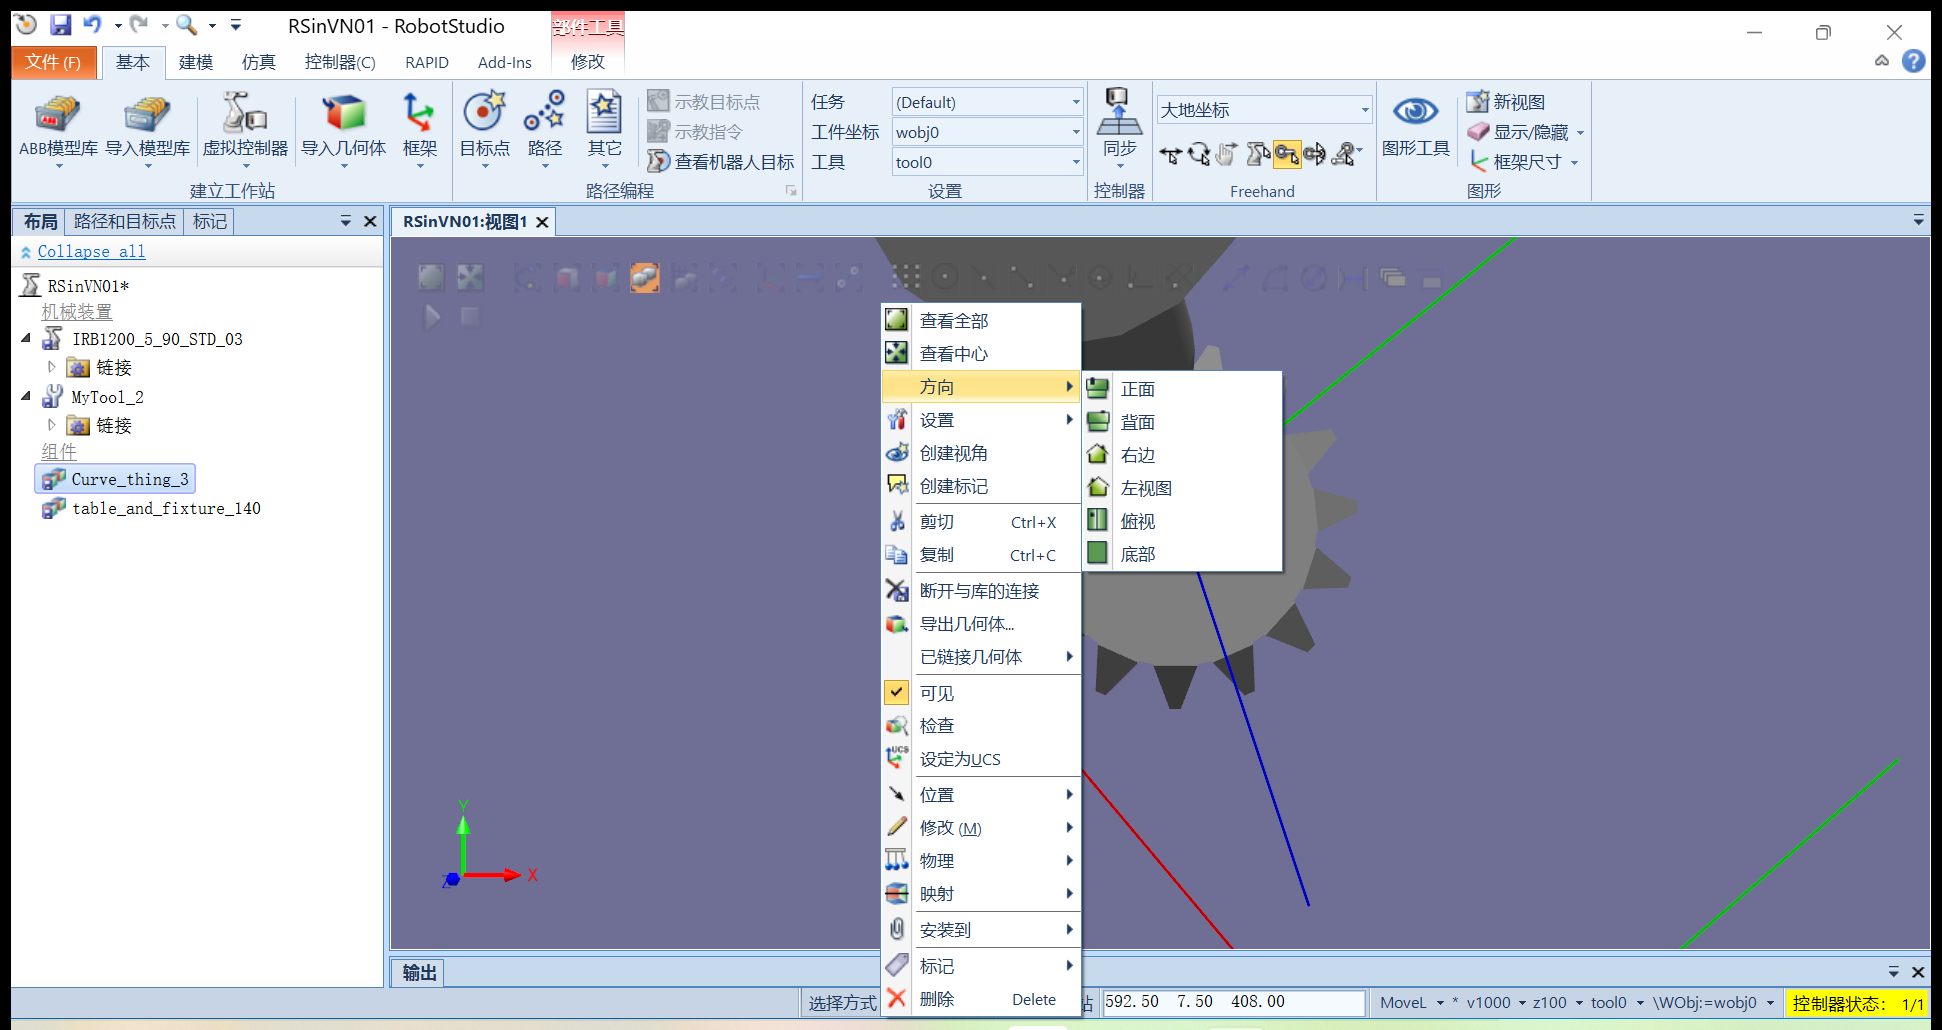 RSinVN01 - RobotStudio
部件工具
文件 (F) 基本 建模 仿真 控制器(C) RAPID Add-Ins 修改
ABB模型库 导入模型库 虚拟控制器 导入几何体 框架
建立工作站
目标点 路径 其它
示教目标点
示教指令
查看机器人目标
路径编程
任务 (Default)
工件坐标 wobj0
工具 tool0
设置
同步
控制器
大地坐标
Freehand
图形工具
新视图
显示/隐藏
框架尺寸
图形
布局 路径和目标点 标记
Collapse all
RSinVN01*
机械装置
IRB1200_5_90_STD_03
链接
MyTool_2
链接
组件
Curve_thing_3
table_and_fixture_140
RSinVN01:视图1
查看全部
查看中心
方向
设置
创建视角
创建标记
剪切 Ctrl+X
复制 Ctrl+C
断开与库的连接
导出几何体...
已链接几何体
可见
检查
设定为UCS
位置
修改 (M)
物理
映射
安装到
标记
删除 Delete
正面
背面
右边
左视图
俯视
底部
Y
X
Z
输出
选择方式
站 592.50 7.50 408.00
MoveL * v1000 z100 tool0 \WObj:=wobj0 控制器状态: 1/1